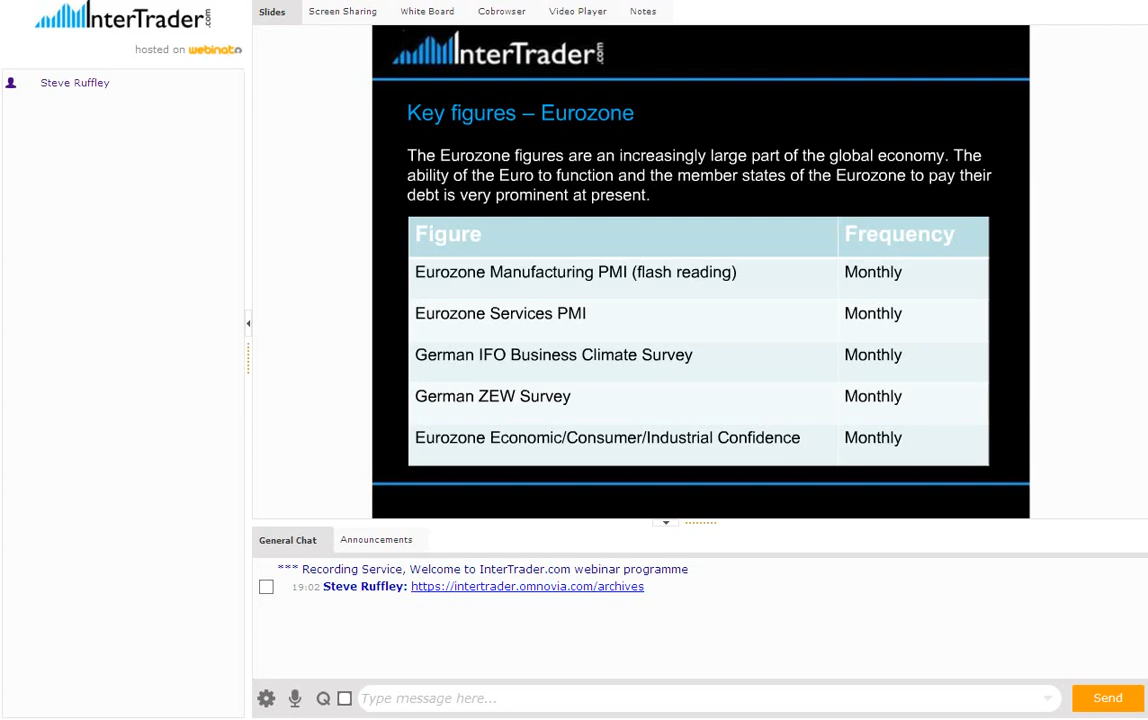 InterTrader.com
hosted on webinato
Steve Ruffley
Slides Screen Sharing White Board Cobrowser Video Player Notes
InterTrader.com
Key figures – Eurozone
The Eurozone figures are an increasingly large part of the global economy. The
ability of the Euro to function and the member states of the Eurozone to pay their
debt is very prominent at present.
Figure Frequency
Eurozone Manufacturing PMI (flash reading) Monthly
Eurozone Services PMI Monthly
German IFO Business Climate Survey Monthly
German ZEW Survey Monthly
Eurozone Economic/Consumer/Industrial Confidence Monthly
General Chat Announcements
*** Recording Service, Welcome to InterTrader.com webinar programme
19:02 Steve Ruffley: https://intertrader.omnovia.com/archives
Q Type message here... Send